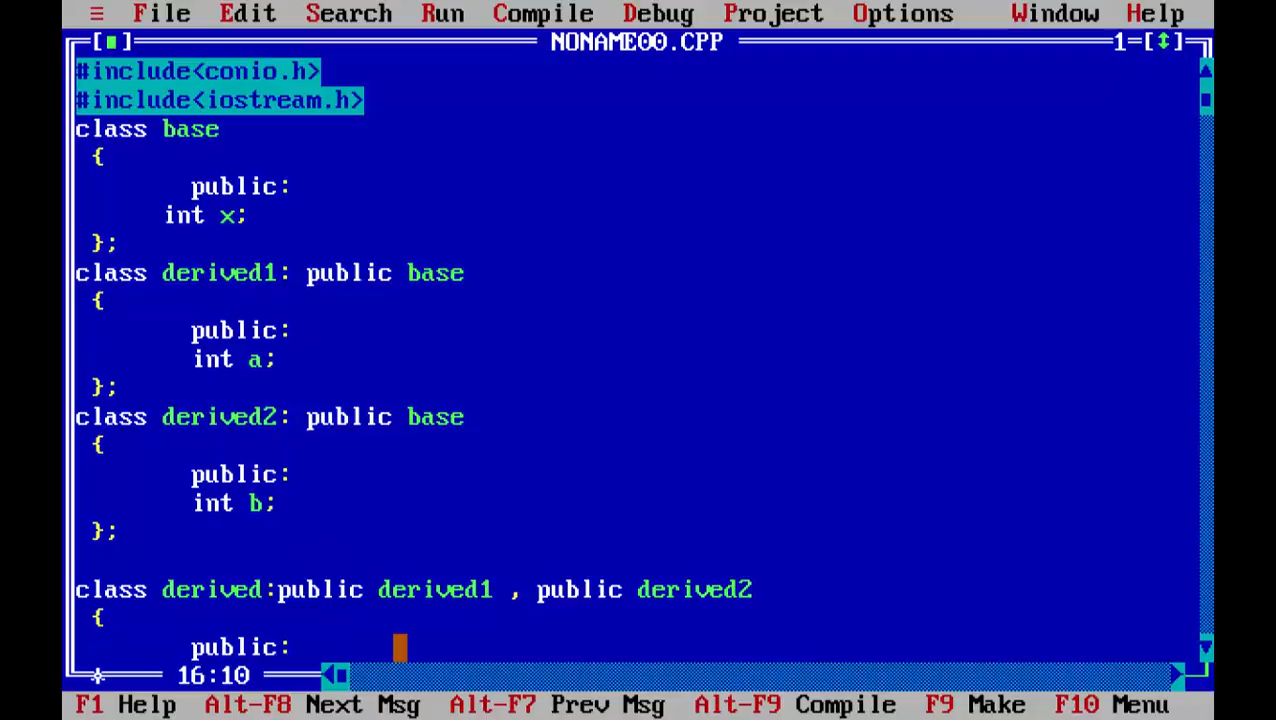 ≡ File Edit Search Run Compile Debug Project Options Window Help
[■] NONAME00.CPP 1=[↕]
#include<conio.h>
#include<iostream.h>
class base
{
public:
int x;
};
class derived1: public base
{
public:
int a;
};
class derived2: public base
{
public:
int b;
};
class derived:public derived1 , public derived2
{
public:
16:10
F1 Help Alt-F8 Next Msg Alt-F7 Prev Msg Alt-F9 Compile F9 Make F10 Menu